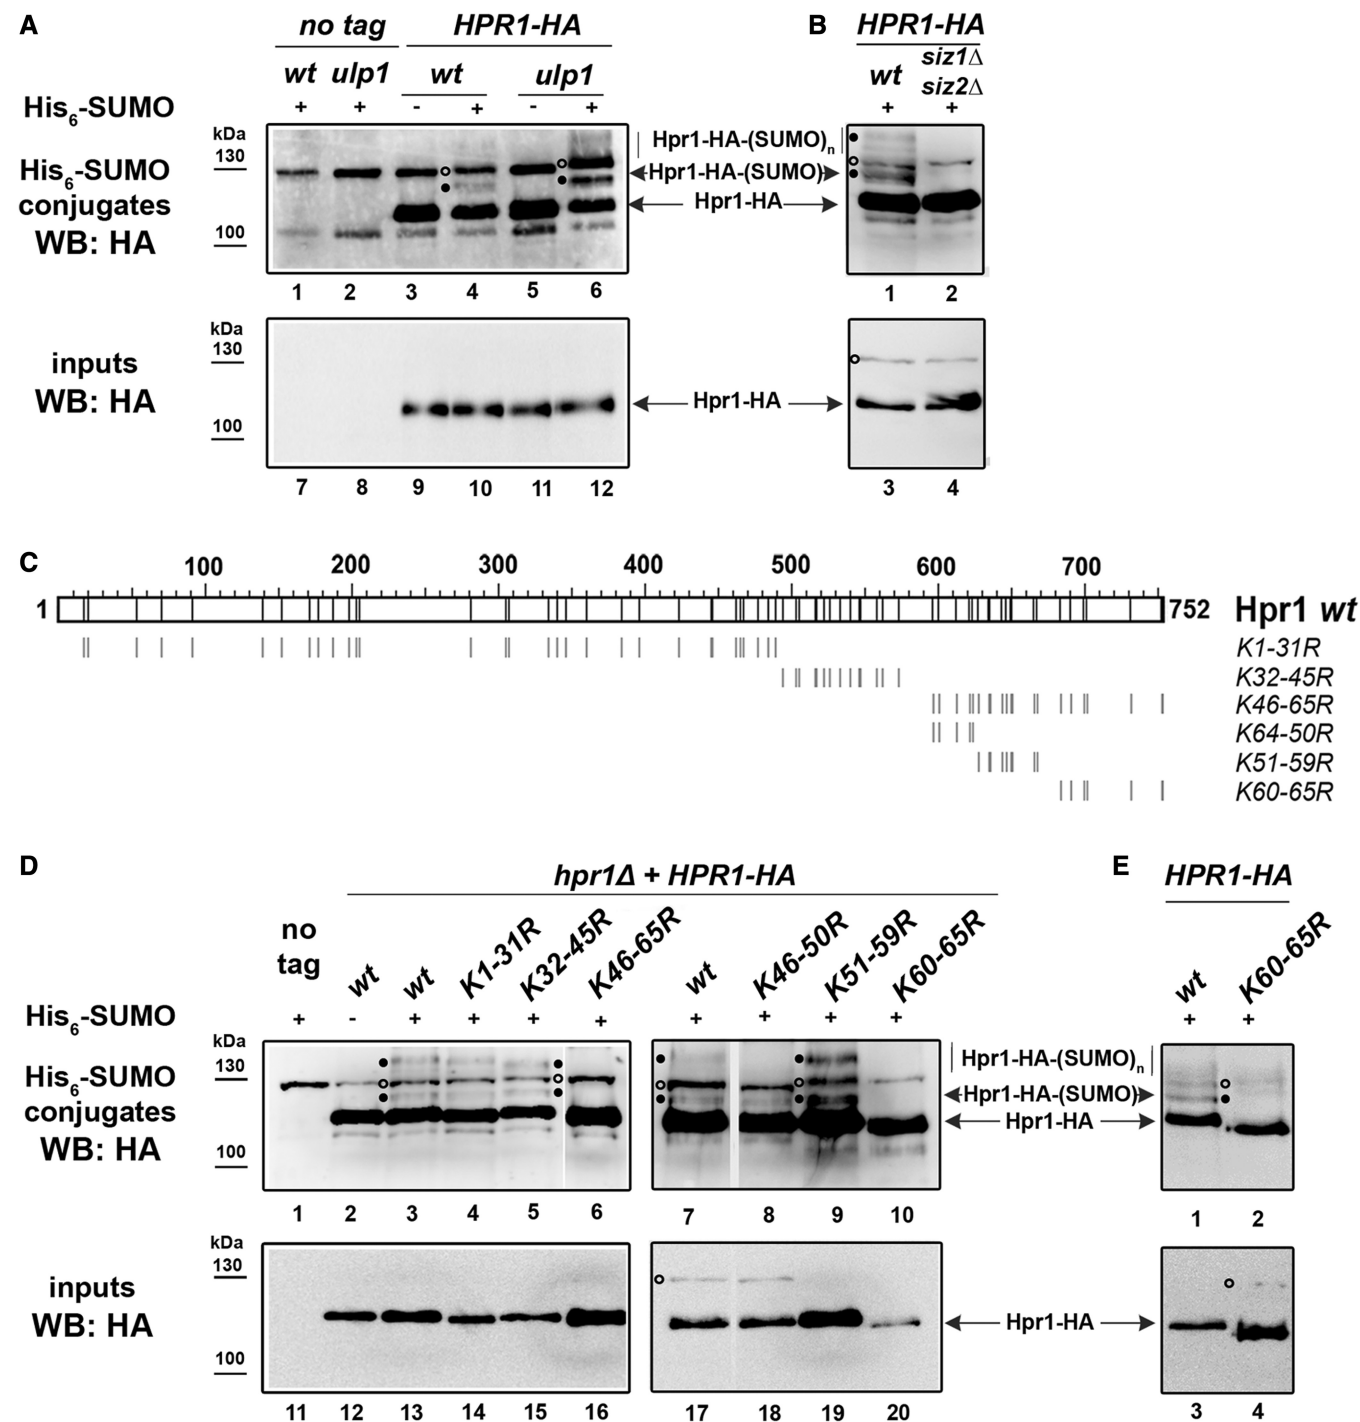 A
no tag
HPR1-HA
wt
ulp1
wt
ulp1
His6-SUMO
+
+
-
+
-
+
kDa
130
100
His6-SUMO
conjugates
WB: HA
1
2
3
4
5
6
Hpr1-HA-(SUMO)n
Hpr1-HA-(SUMO)
Hpr1-HA
B
HPR1-HA
wt
siz1Δ
siz2Δ
+
+
1
2
inputs
WB: HA
kDa
130
100
7
8
9
10
11
12
Hpr1-HA
3
4
C
100
200
300
400
500
600
700
1
752
Hpr1 wt
K1-31R
K32-45R
K46-65R
K64-50R
K51-59R
K60-65R
D
hpr1Δ + HPR1-HA
no
tag
wt
wt
K1-31R
K32-45R
K46-65R
wt
K46-50R
K51-59R
K60-65R
His6-SUMO
+
-
+
+
+
+
+
+
+
+
kDa
130
100
His6-SUMO
conjugates
WB: HA
1
2
3
4
5
6
7
8
9
10
Hpr1-HA-(SUMO)n
Hpr1-HA-(SUMO)
Hpr1-HA
E
HPR1-HA
wt
K60-65R
+
+
1
2
inputs
WB: HA
kDa
130
100
11
12
13
14
15
16
17
18
19
20
Hpr1-HA
3
4